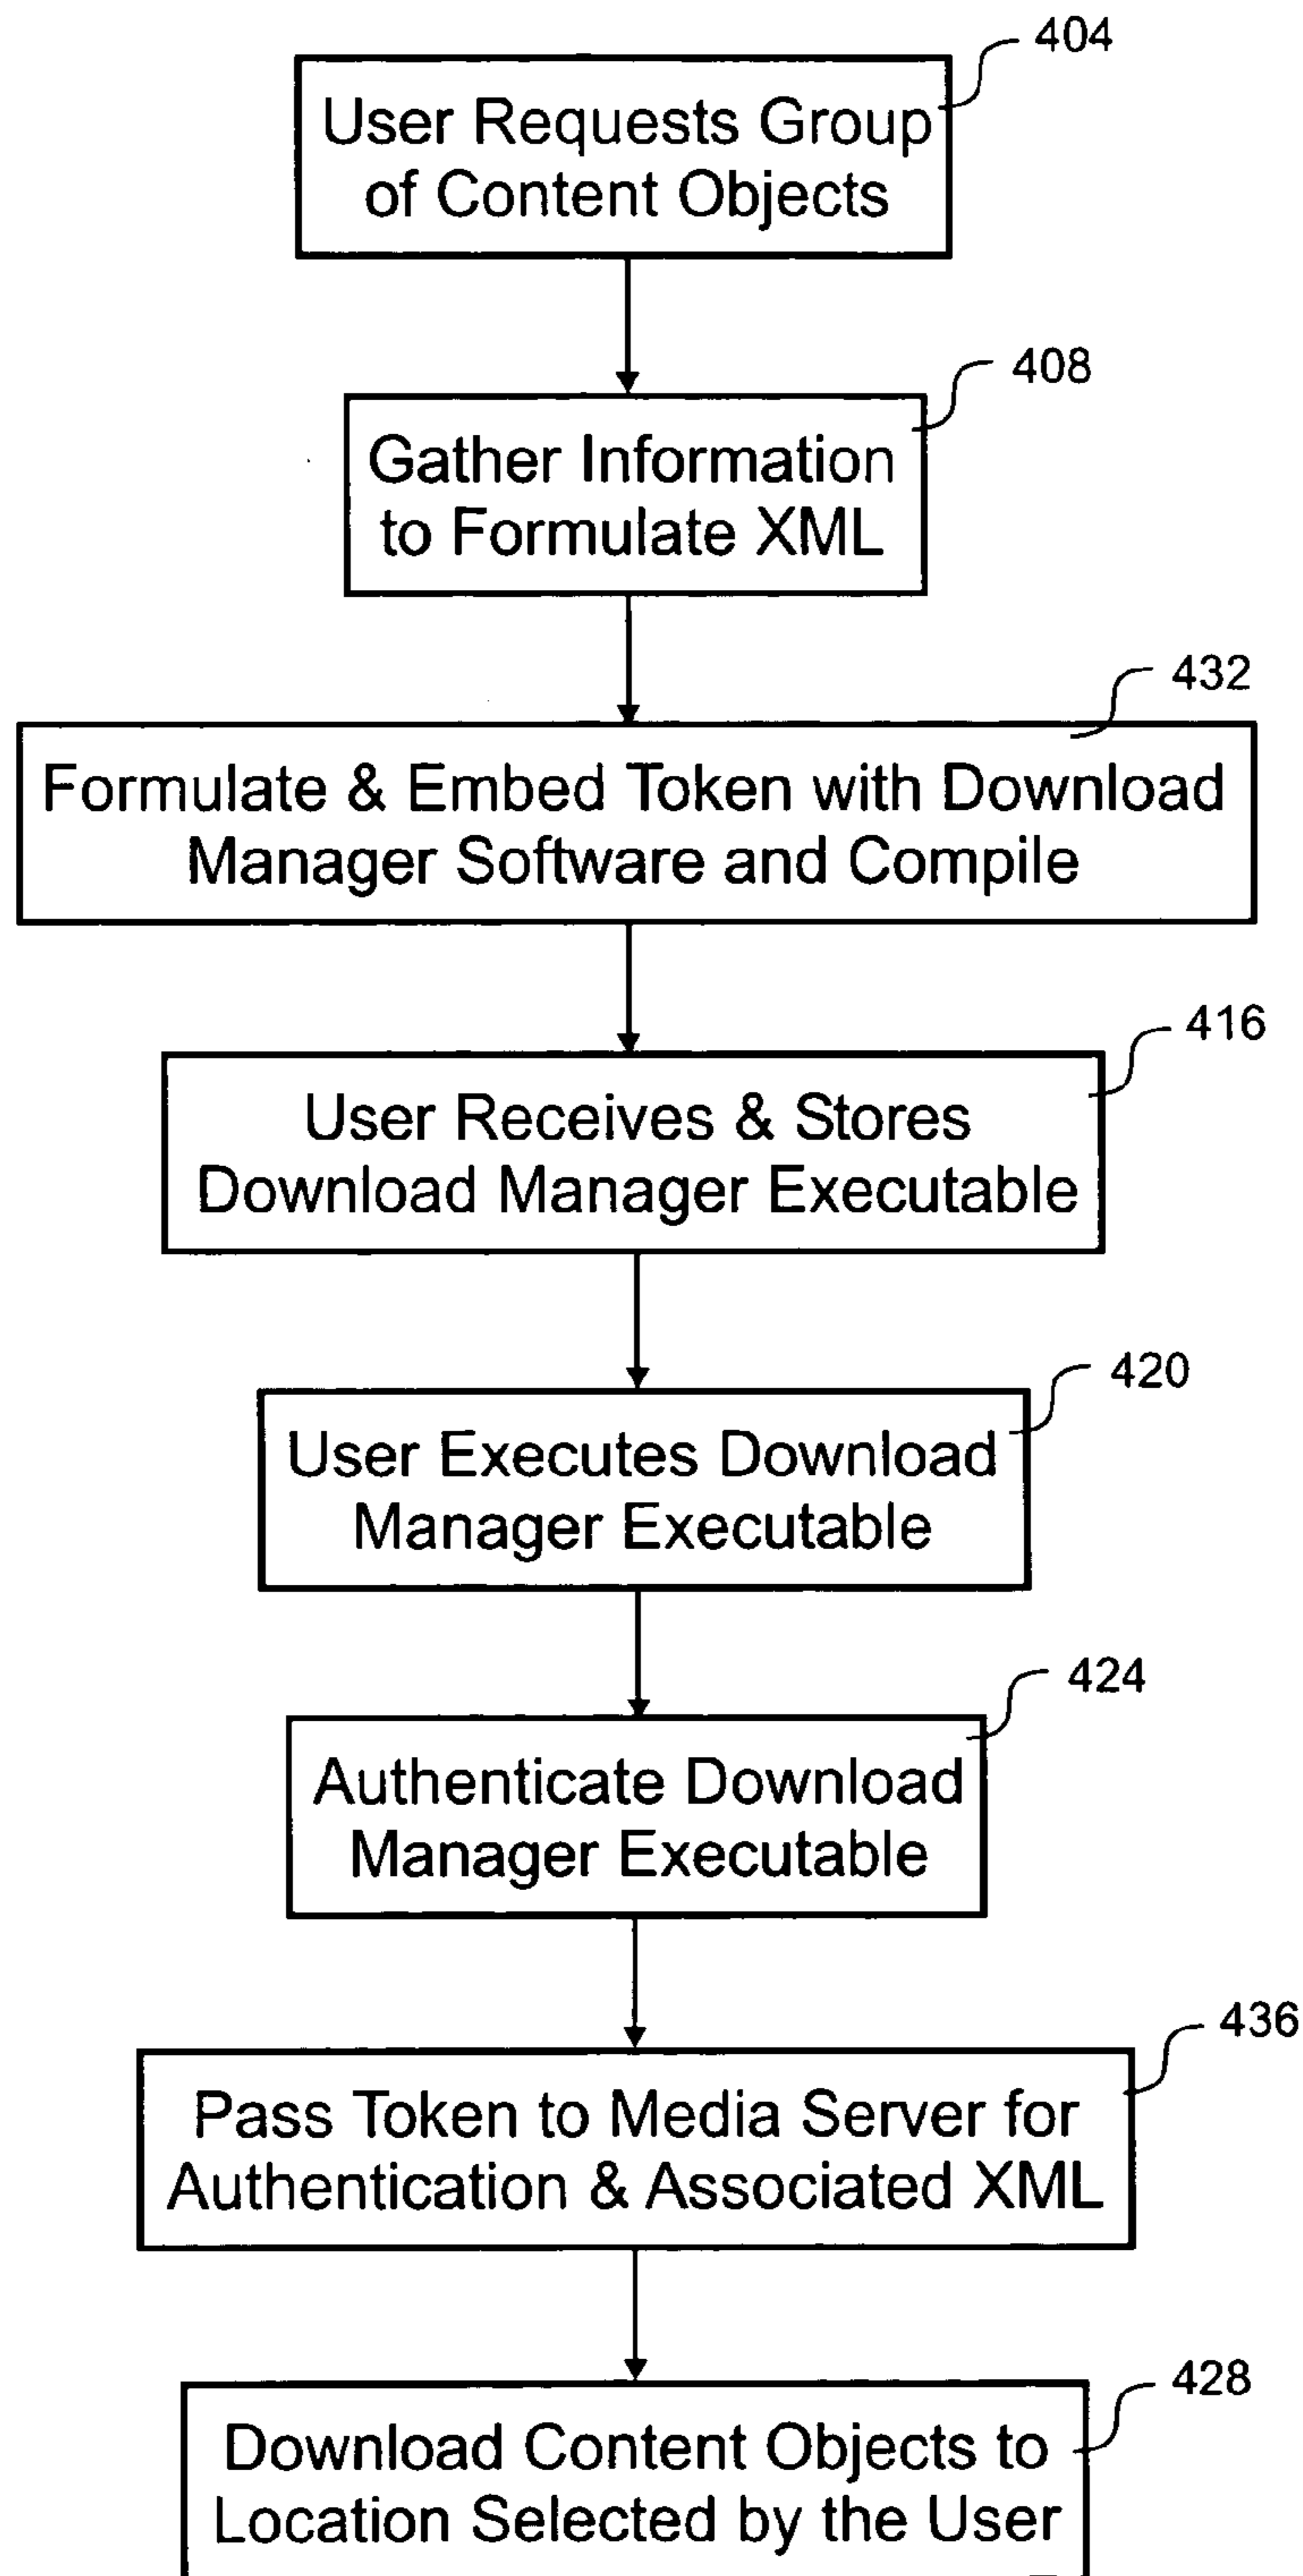 404
User Requests Group
of Content Objects
408
Gather Information
to Formulate XML
432
Formulate & Embed Token with Download
Manager Software and Compile
416
User Receives & Stores
Download Manager Executable
420
User Executes Download
Manager Executable
424
Authenticate Download
Manager Executable
436
Pass Token to Media Server for
Authentication & Associated XML
428
Download Content Objects to
Location Selected by the User